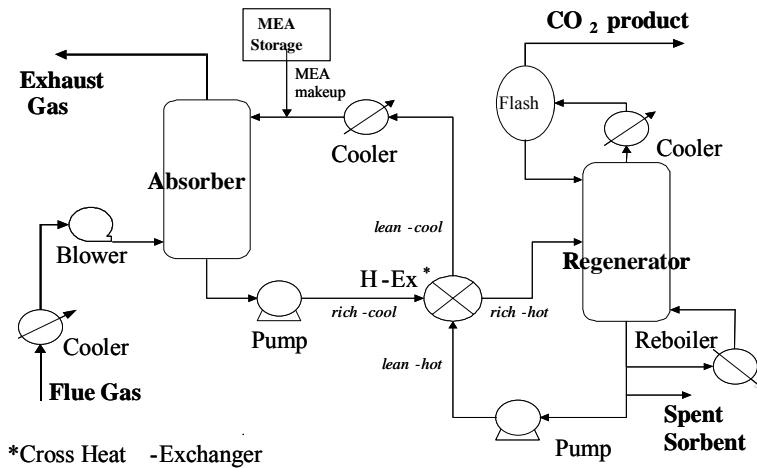 MEA
Storage
CO 2 product
MEA
makeup
Exhaust
Gas
Flash
Cooler
Cooler
Absorber
lean -cool
Blower
Regenerator
H -Ex *
rich -cool
rich -hot
Pump
Cooler
Reboiler
lean -hot
Flue Gas
Spent
Sorbent
Pump
*Cross Heat -Exchanger